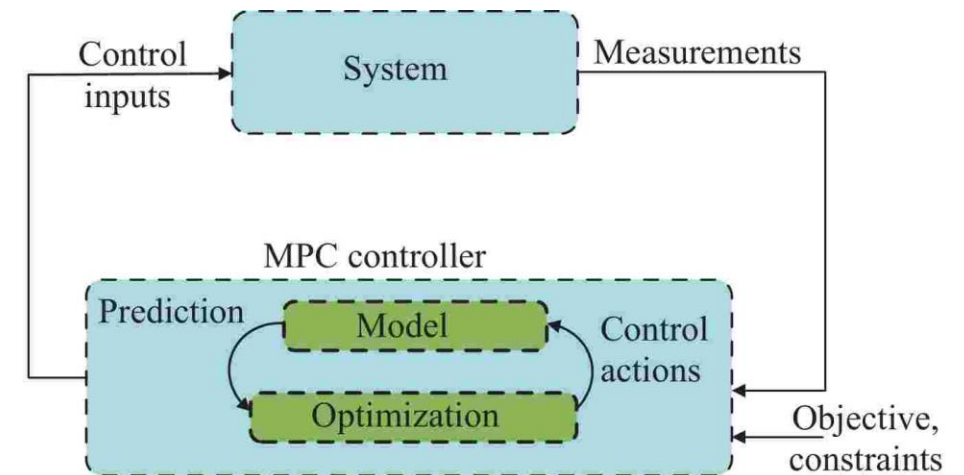 Control
inputs
System
Measurements
MPC controller
Prediction
Model
Control
actions
Optimization
Objective,
constraints